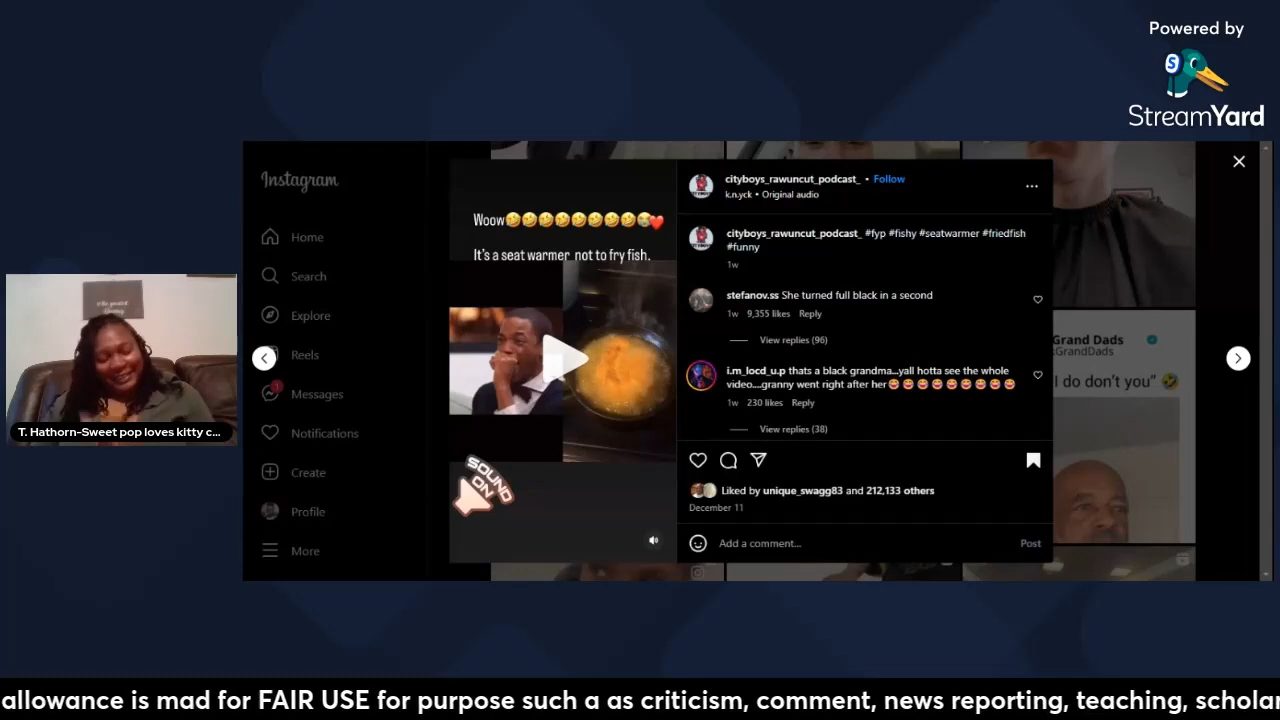 Powered by
StreamYard
Instagram
Home
Search
Explore
Reels
Messages
1
Notifications
Create
Profile
More
T. Hathorn-Sweet pop loves kitty c...
Woow🤣🤣🤣🤣🤣🤣🤣🤣😭❤️
It's a seat warmer not to fry fish.
SOUND ON
cityboys_rawuncut_podcast_ • Follow
k.n.yck • Original audio
...
cityboys_rawuncut_podcast_ #fyp #fishy #seatwarmer #friedfish
#funny
1w
stefanov.ss She turned full black in a second
1w 9,355 likes Reply
View replies (96)
i.m_locd_u.p thats a black grandma...yall hotta see the whole
video....granny went right after her🤩🤩🤩🤩🤩🤩🤩🤩🤩
1w 230 likes Reply
View replies (38)
Liked by unique_swagg83 and 212,133 others
December 11
Add a comment... Post
Grand Dads
GrandDads
I do don't you" 🤣
allowance is mad for FAIR USE for purpose such a as criticism, comment, news reporting, teaching, schola